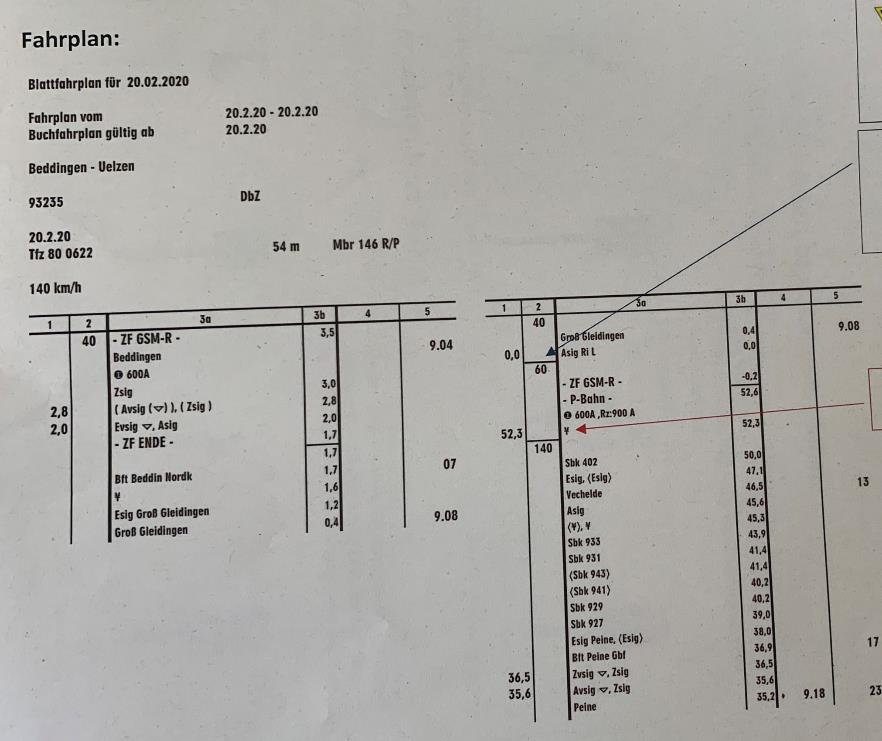 Fahrplan:
Blattfahrplan für 20.02.2020
Fahrplan vom 20.2.20 - 20.2.20
Buchfahrplan gültig ab 20.2.20
Beddingen - Uelzen
93235 DbZ
20.2.20
Tfz 80 0622 54 m Mbr 146 R/P
140 km/h
1 2 3a 3b 4 5
40 - ZF GSM-R - 3,5
Beddingen 9.04
❶ 600A
Zsig 3,0
2,8 ( Avsig (▽) ), ( Zsig ) 2,8
2,0 Evsig ▽, Asig 2,0
- ZF ENDE - 1,7
1,7
Bft Beddin Nordk 1,7 07
¥ 1,6
Esig Groß Gleidingen 1,2
Groß Gleidingen 0,4 9.08
1 2 3a 3b 4 5
40
Groß Gleidingen 0,4 9.08
0,0 Asig Ri L 0,0
60
- ZF GSM-R - -0,2
- P-Bahn - 52,6
❶ 600A ,Rz:900 A
52,3 ¥ 52,3
140
Sbk 402 50,0
Esig, ⟨Esig⟩ 47,1
Vechelde 46,5 13
Asig 45,6
⟨¥⟩, ¥ 45,3
Sbk 933 43,9
Sbk 931 41,4
⟨Sbk 943⟩ 41,4
⟨Sbk 941⟩ 40,2
Sbk 929 40,2
Sbk 927 39,0
Esig Peine, ⟨Esig⟩ 38,0
Bft Peine Gbf 36,9 17
36,5 Zvsig ▽, Zsig 36,5
35,6 Avsig ▽, Zsig 35,6
Peine 35,2 • 9.18 23